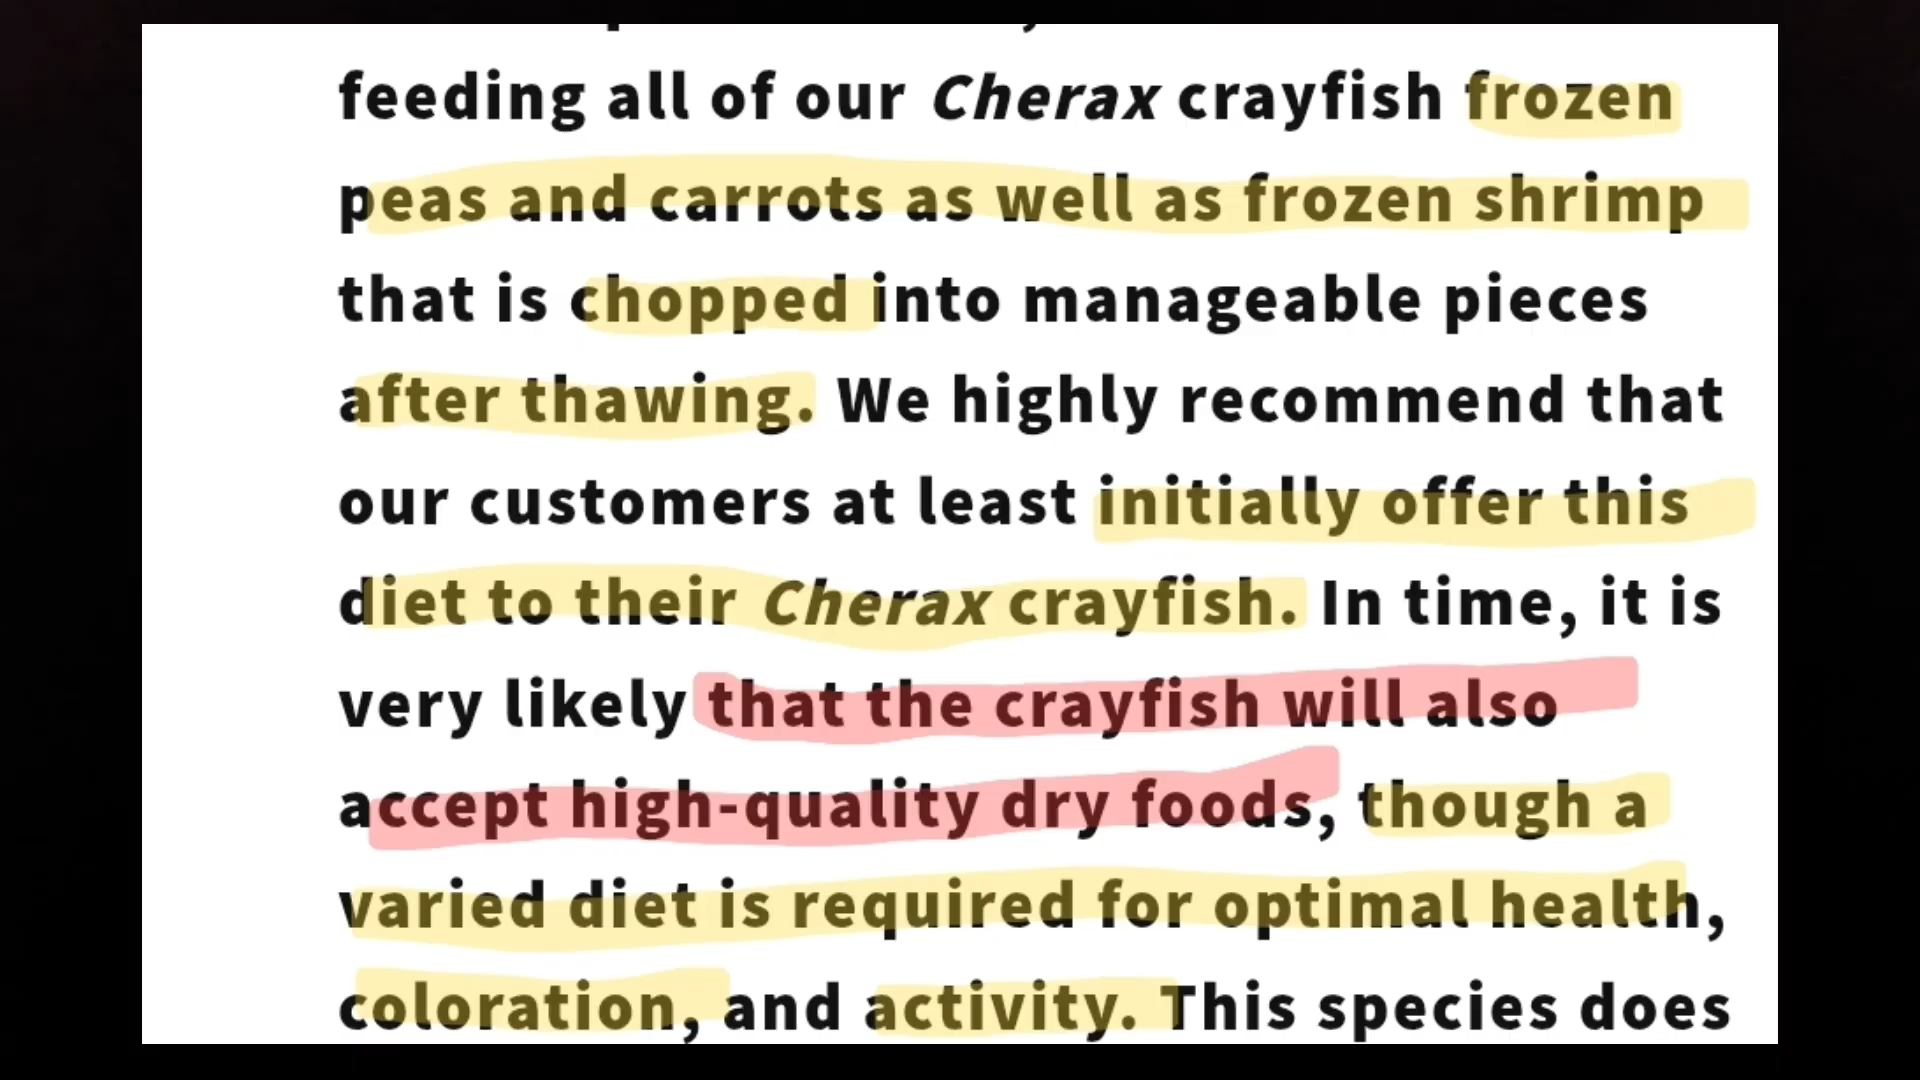 feeding all of our Cherax crayfish frozen
peas and carrots as well as frozen shrimp
that is chopped into manageable pieces
after thawing. We highly recommend that
our customers at least initially offer this
diet to their Cherax crayfish. In time, it is
very likely that the crayfish will also
accept high-quality dry foods, though a
varied diet is required for optimal health,
coloration, and activity. This species does